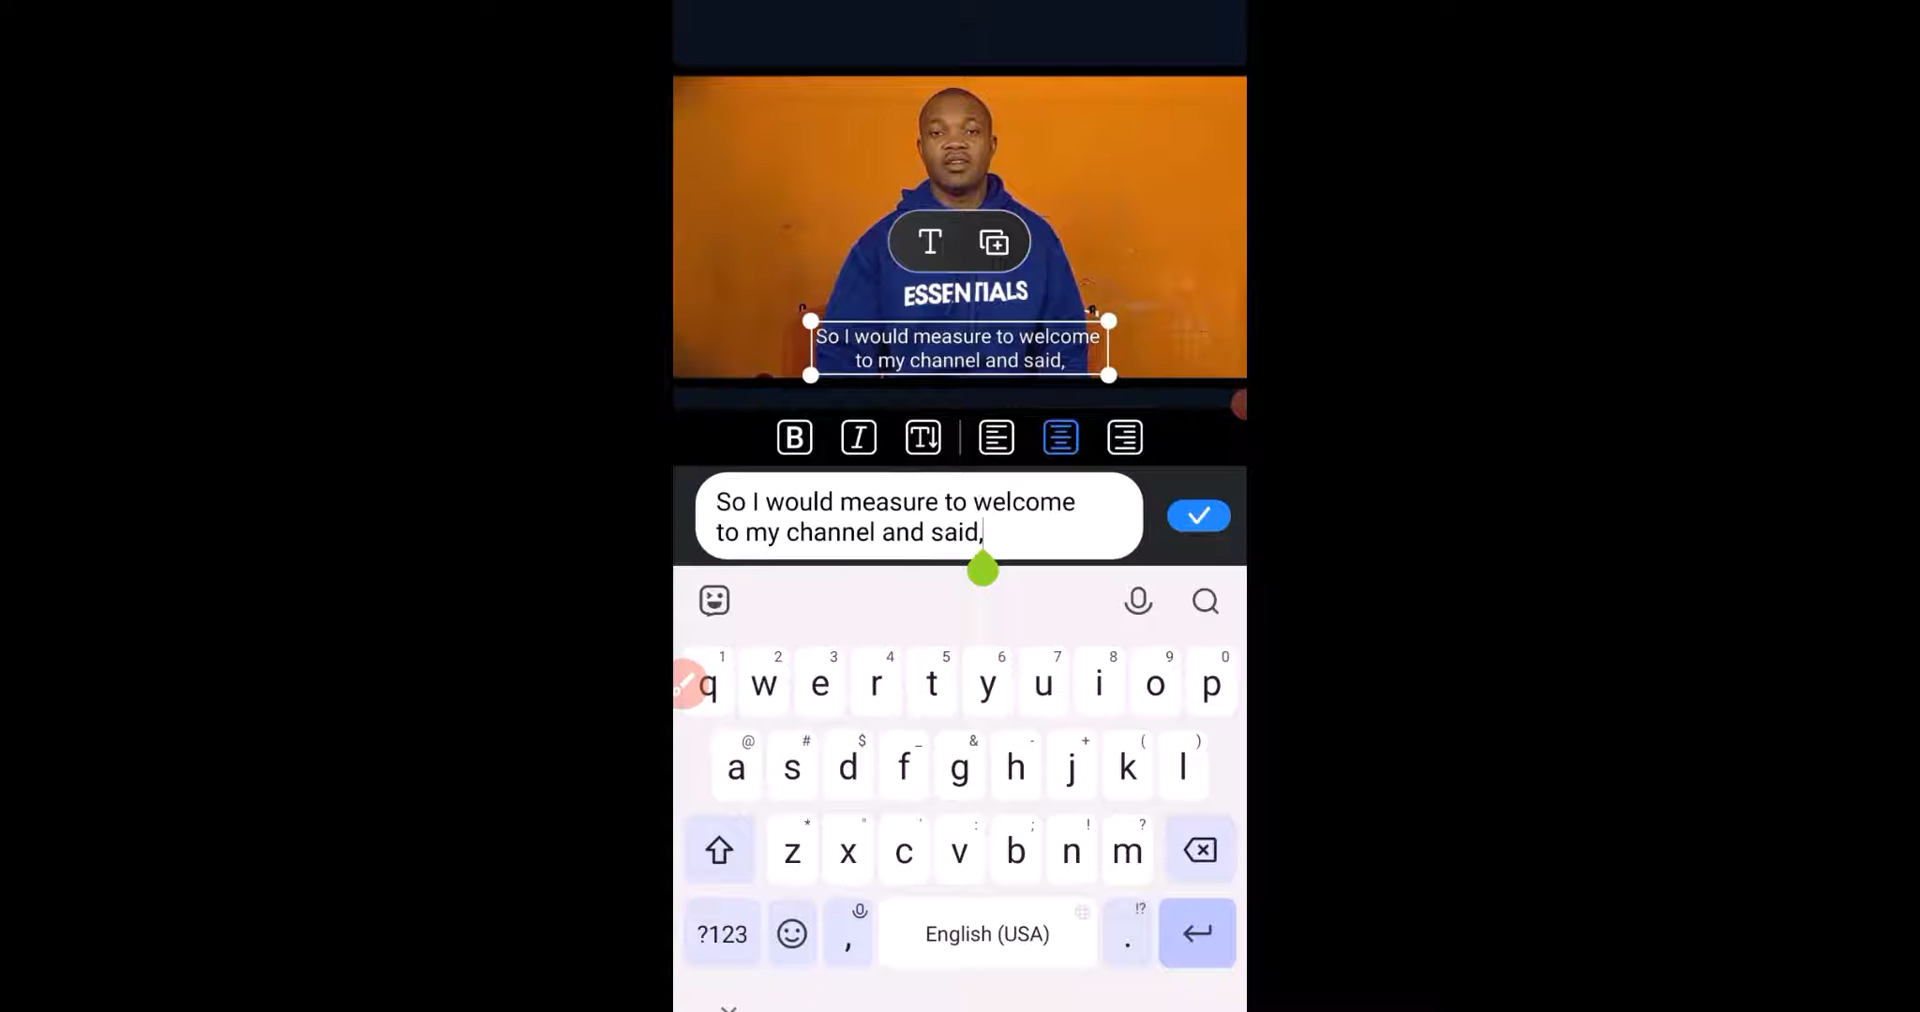 ESSENTIALS
So I would measure to welcome
to my channel and said,
B I T
So I would measure to welcome
to my channel and said,
1 2 3 4 5 6 7 8 9 0
q w e r t y u i o p
@ # $ _ & - + ( )
a s d f g h j k l
* " ' : ; ! ?
z x c v b n m
!?
?123 , English (USA) .